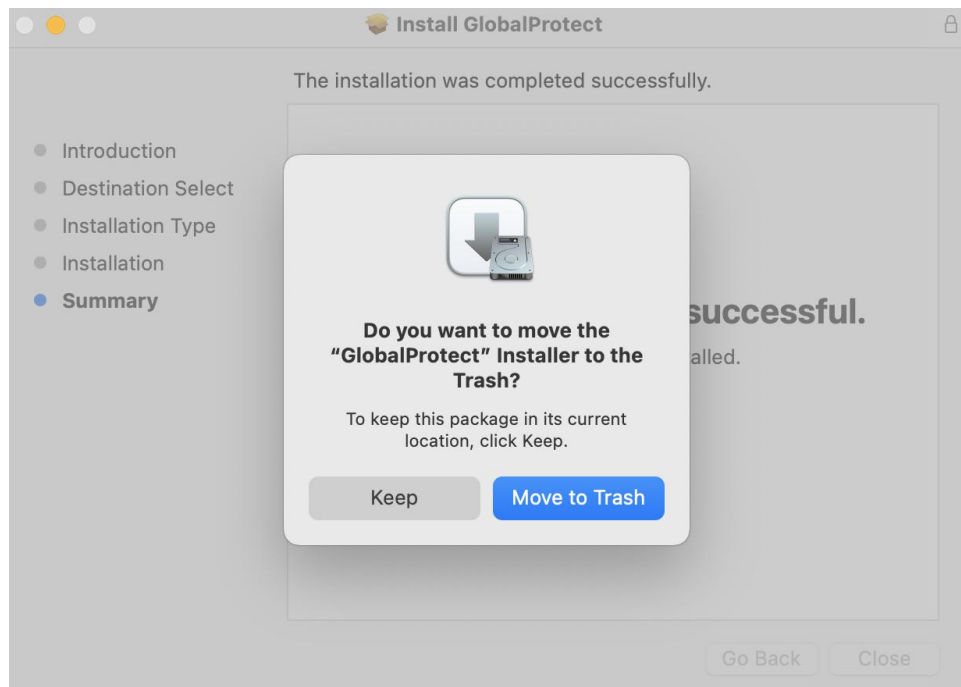 Install GlobalProtect
The installation was completed successfully.
Introduction
Destination Select
Installation Type
Installation
Summary
successful.
alled.
Do you want to move the
“GlobalProtect” Installer to the
Trash?
To keep this package in its current
location, click Keep.
Keep
Move to Trash
Go Back
Close